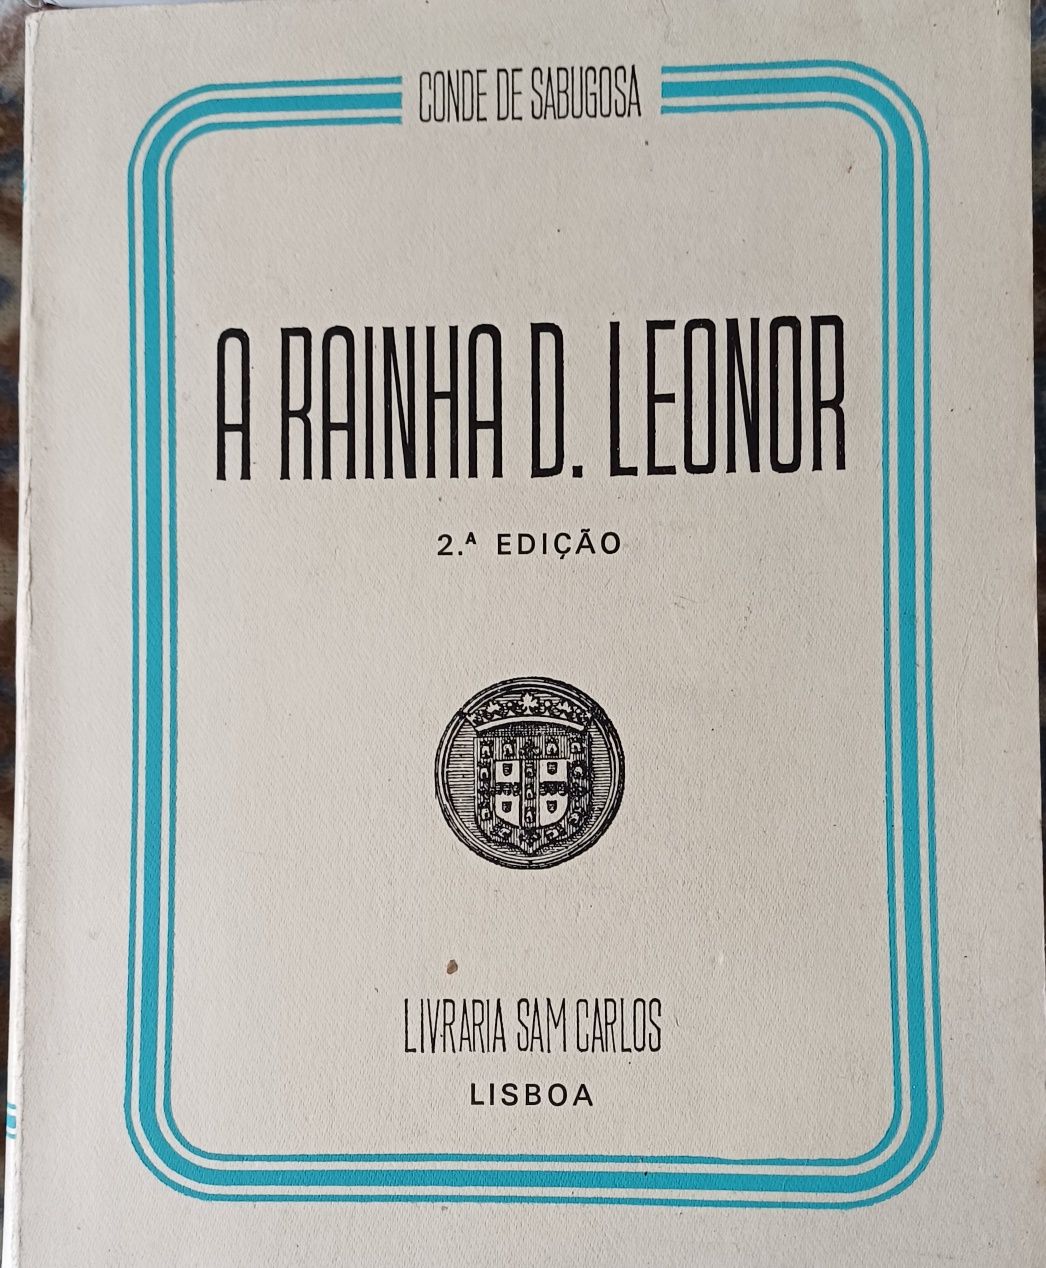 CONDE DE SABUGOSA
A RAINHA D. LEONOR
2.ª EDIÇÃO
LIVRARIA SAM CARLOS
LISBOA